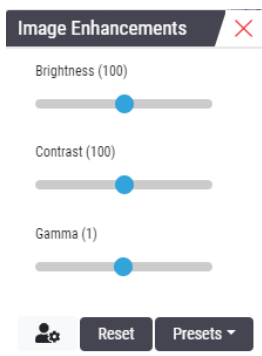 Image Enhancements
Brightness (100)
Contrast (100)
Gamma (1)
Reset Presets